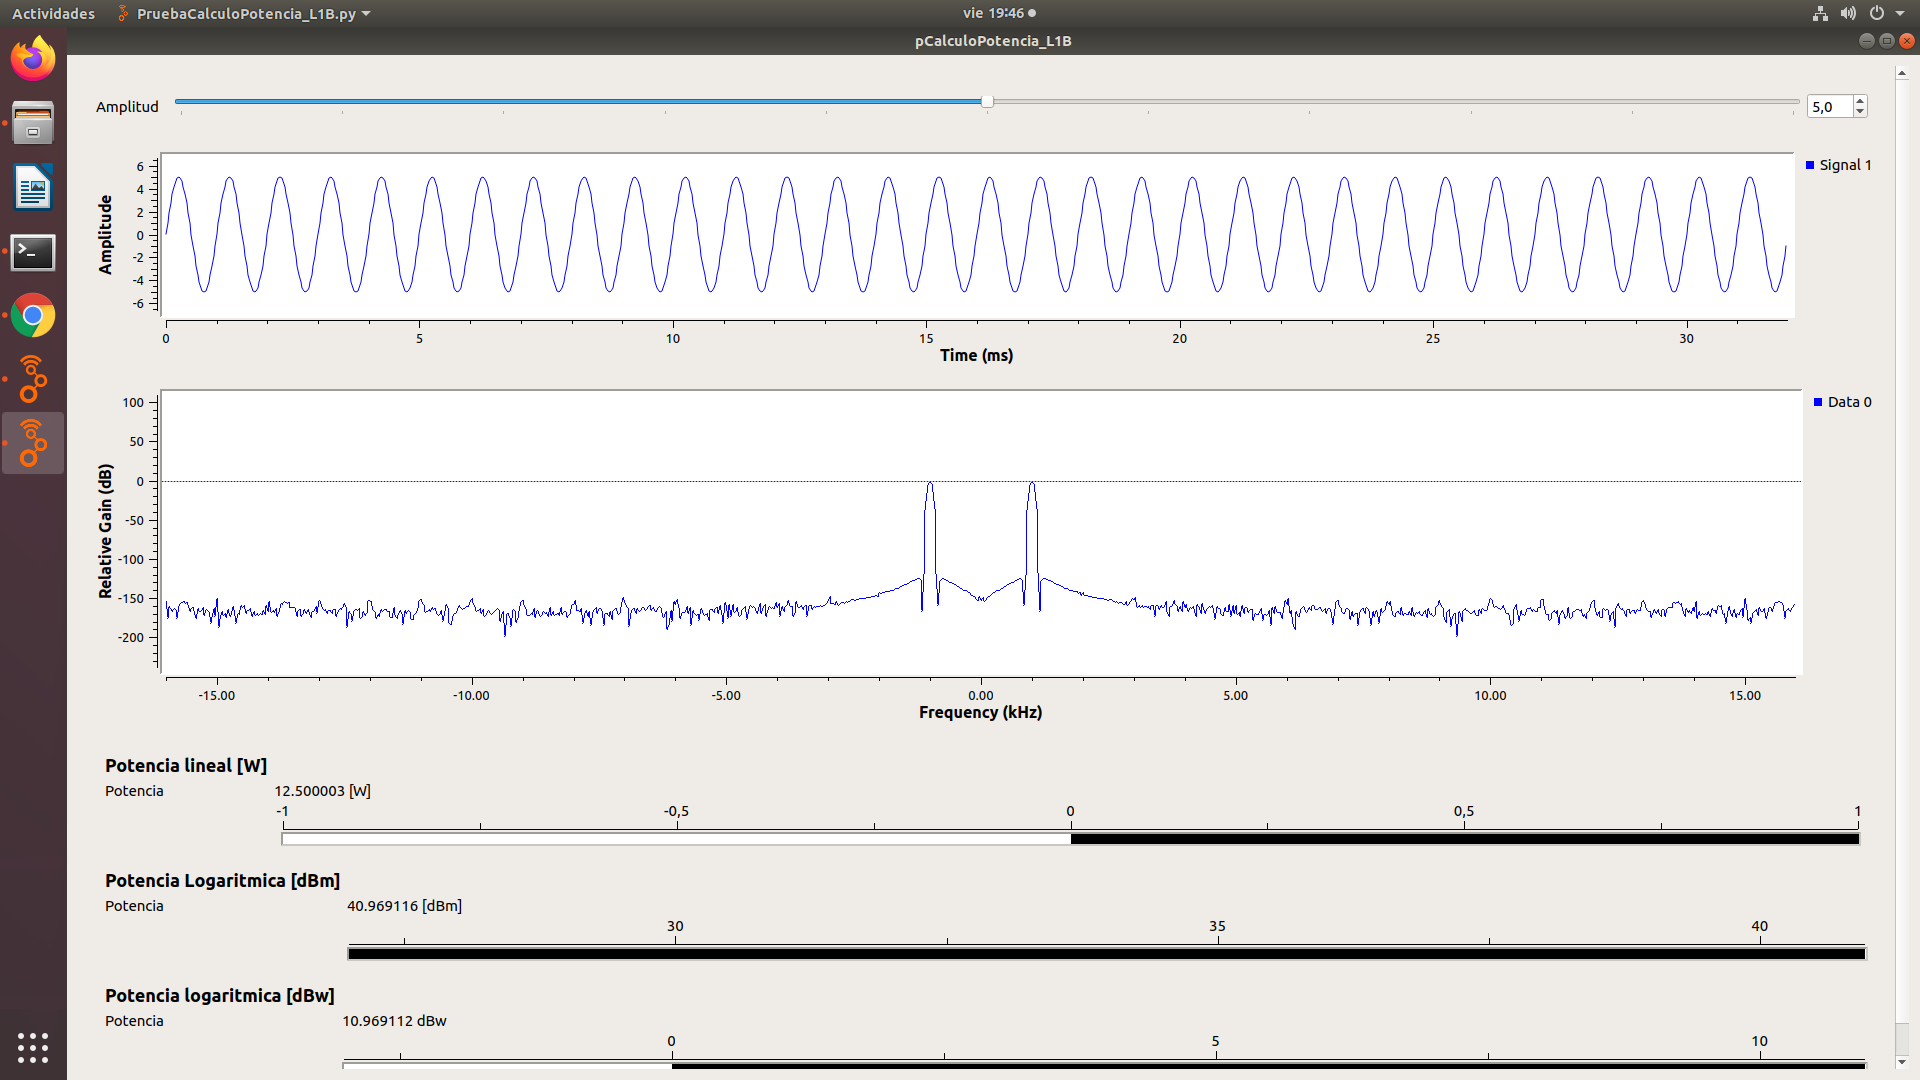 Actividades PruebaCalculoPotencia_L1B.py vie 19:46
pCalculoPotencia_L1B
Amplitud 5,0
Signal 1
6
4
2
0
-2
-4
-6
Amplitude
0 5 10 15 20 25 30
Time (ms)
Data 0
100
50
0
-50
-100
-150
-200
Relative Gain (dB)
-15.00 -10.00 -5.00 0.00 5.00 10.00 15.00
Frequency (kHz)
Potencia lineal [W]
Potencia 12.500003 [W]
-1 -0,5 0 0,5 1
Potencia Logaritmica [dBm]
Potencia 40.969116 [dBm]
30 35 40
Potencia logaritmica [dBw]
Potencia 10.969112 dBw
0 5 10